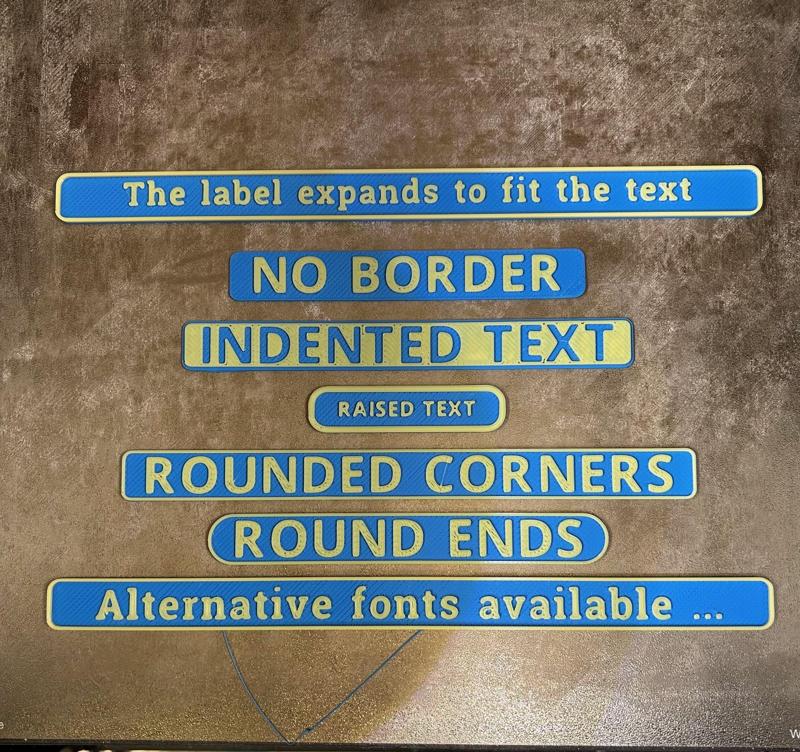 The label expands to fit the text
NO BORDER
INDENTED TEXT
RAISED TEXT
ROUNDED CORNERS
ROUND ENDS
Alternative fonts available ...